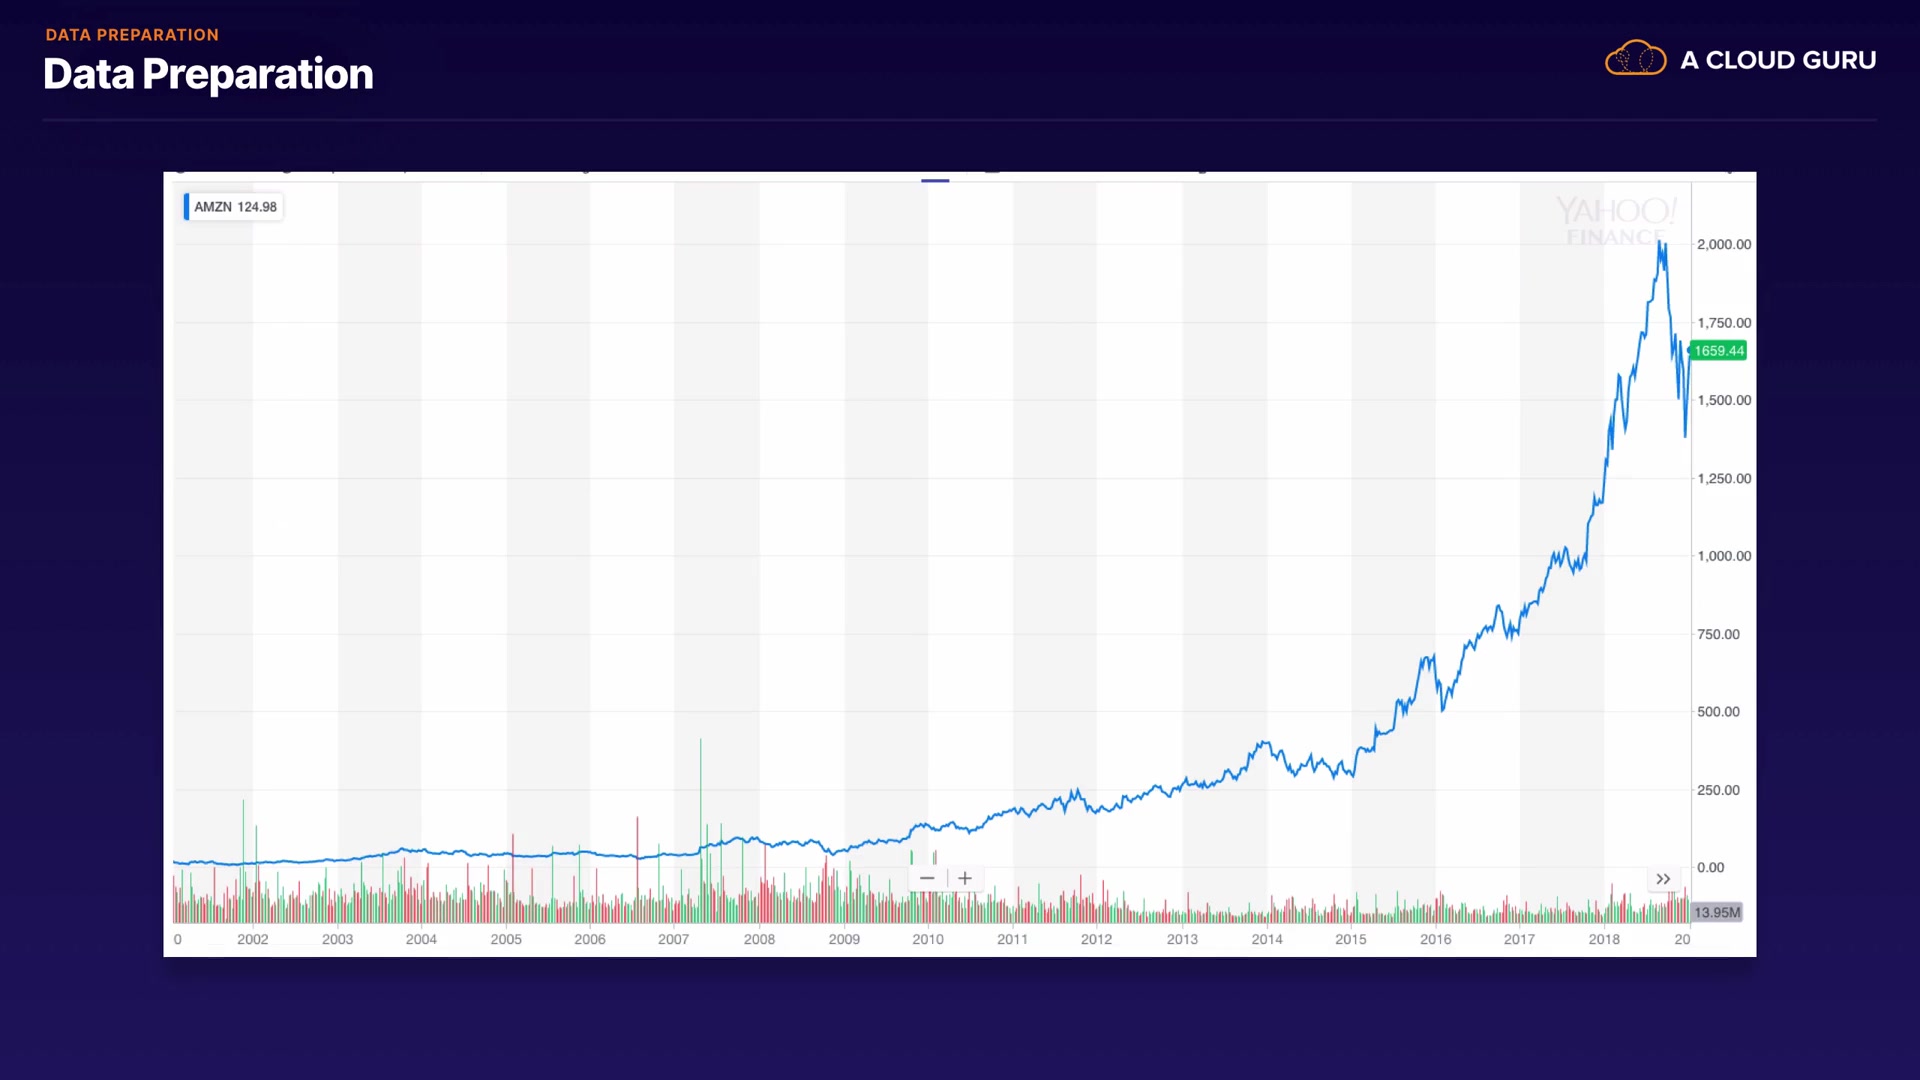 DATA PREPARATION
Data Preparation
A CLOUD GURU
AMZN 124.98
YAHOO!
FINANCE
2,000.00
1,750.00
1659.44
1,500.00
1,250.00
1,000.00
750.00
500.00
250.00
0.00
13.95M
0 2002 2003 2004 2005 2006 2007 2008 2009 2010 2011 2012 2013 2014 2015 2016 2017 2018 20